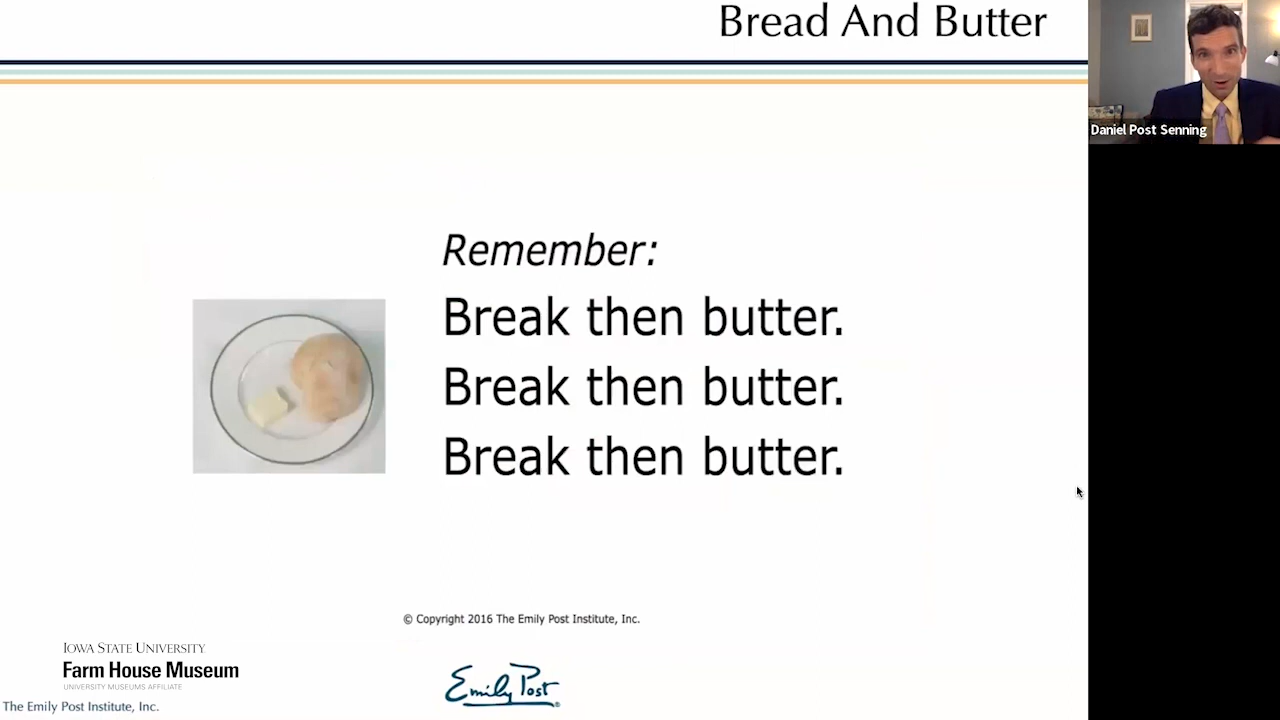 Bread And Butter
Daniel Post Senning
Remember:
Break then butter.
Break then butter.
Break then butter.
© Copyright 2016 The Emily Post Institute, Inc.
IOWA STATE UNIVERSITY
Farm House Museum
UNIVERSITY MUSEUMS AFFILIATE
Emily Post
The Emily Post Institute, Inc.